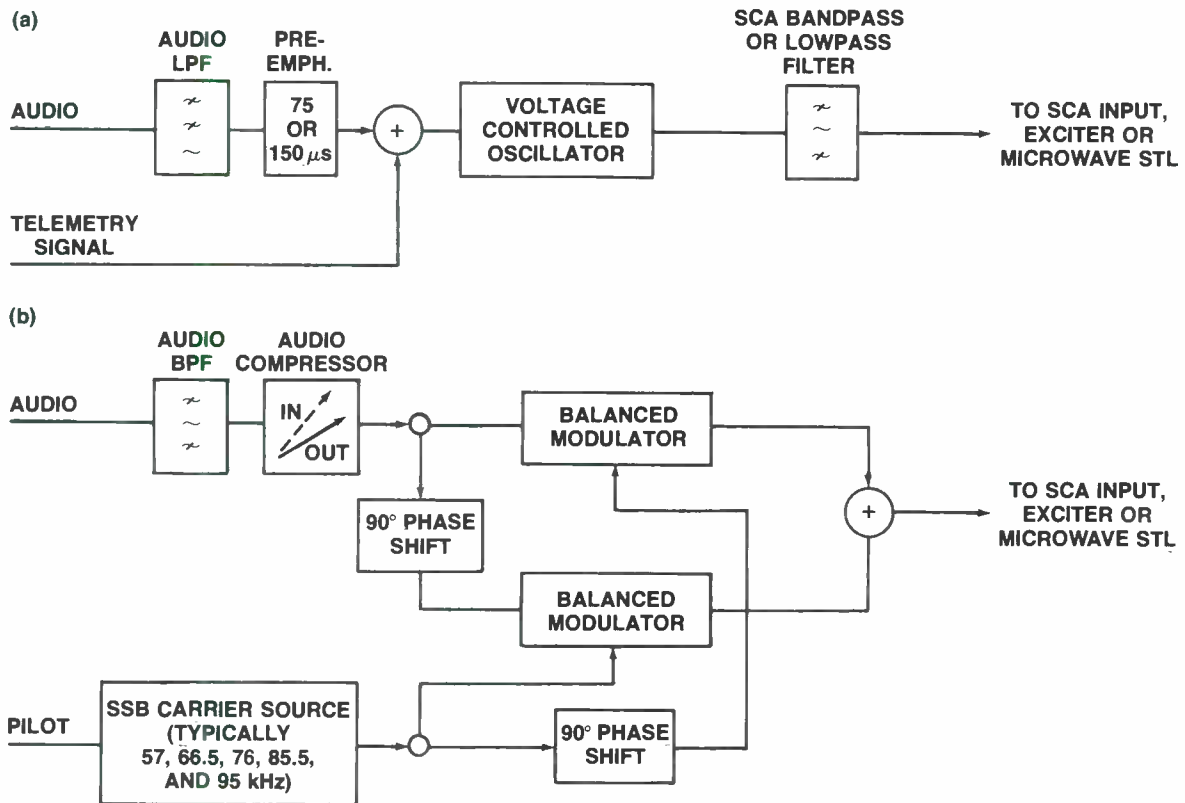 (a)
AUDIO
LPF
PRE-
EMPH.
SCA BANDPASS
OR LOWPASS
FILTER
AUDIO
75
OR
150 µs
+
VOLTAGE
CONTROLLED
OSCILLATOR
TO SCA INPUT,
EXCITER OR
MICROWAVE STL
TELEMETRY
SIGNAL
(b)
AUDIO
BPF
AUDIO
COMPRESSOR
AUDIO
IN
OUT
BALANCED
MODULATOR
90° PHASE
SHIFT
+
TO SCA INPUT,
EXCITER OR
MICROWAVE STL
BALANCED
MODULATOR
PILOT
SSB CARRIER SOURCE
(TYPICALLY
57, 66.5, 76, 85.5,
AND 95 kHz)
90° PHASE
SHIFT